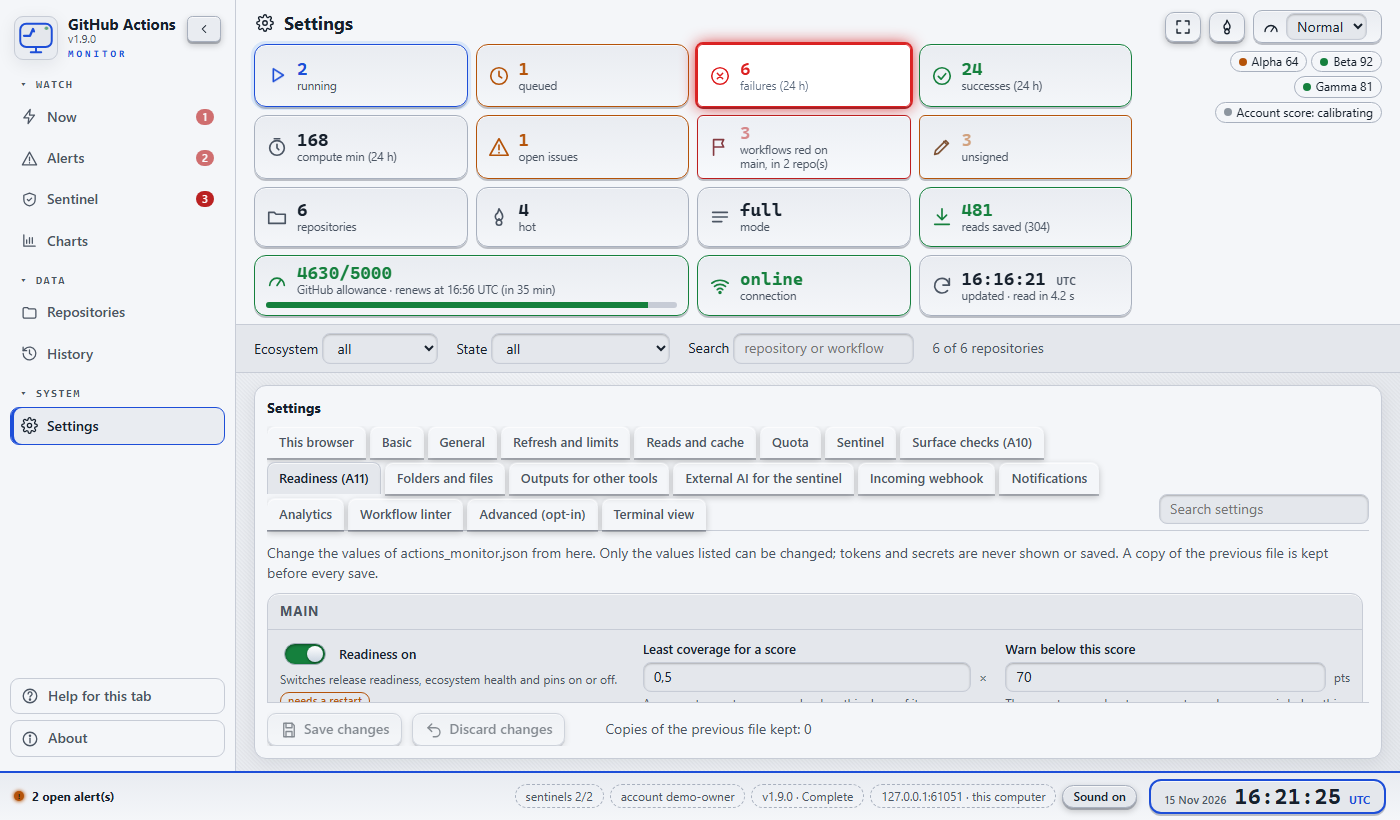 GitHub Actions
v1.9.0
MONITOR
WATCH
Now 1
Alerts 2
Sentinel 3
Charts
DATA
Repositories
History
SYSTEM
Settings
Help for this tab
About
Settings
Normal
2
running
1
queued
6
failures (24 h)
24
successes (24 h)
Alpha 64
Beta 92
Gamma 81
Account score: calibrating
168
compute min (24 h)
1
open issues
3
workflows red on
main, in 2 repo(s)
3
unsigned
6
repositories
4
hot
full
mode
481
reads saved (304)
4630/5000
GitHub allowance · renews at 16:56 UTC (in 35 min)
online
connection
16:16:21 UTC
updated · read in 4.2 s
Ecosystem all State all Search repository or workflow 6 of 6 repositories
Settings
This browser Basic General Refresh and limits Reads and cache Quota Sentinel Surface checks (A10)
Readiness (A11) Folders and files Outputs for other tools External AI for the sentinel Incoming webhook Notifications
Analytics Workflow linter Advanced (opt-in) Terminal view Search settings
Change the values of actions_monitor.json from here. Only the values listed can be changed; tokens and secrets are never shown or saved. A copy of the previous file is kept
before every save.
MAIN
Readiness on
Switches release readiness, ecosystem health and pins on or off.
needs a restart
Least coverage for a score
0,5 ×
Warn below this score
70 pts
Save changes Discard changes Copies of the previous file kept: 0
2 open alert(s) sentinels 2/2 account demo-owner v1.9.0 · Complete 127.0.0.1:61051 · this computer Sound on 15 Nov 2026 16:21:25 UTC